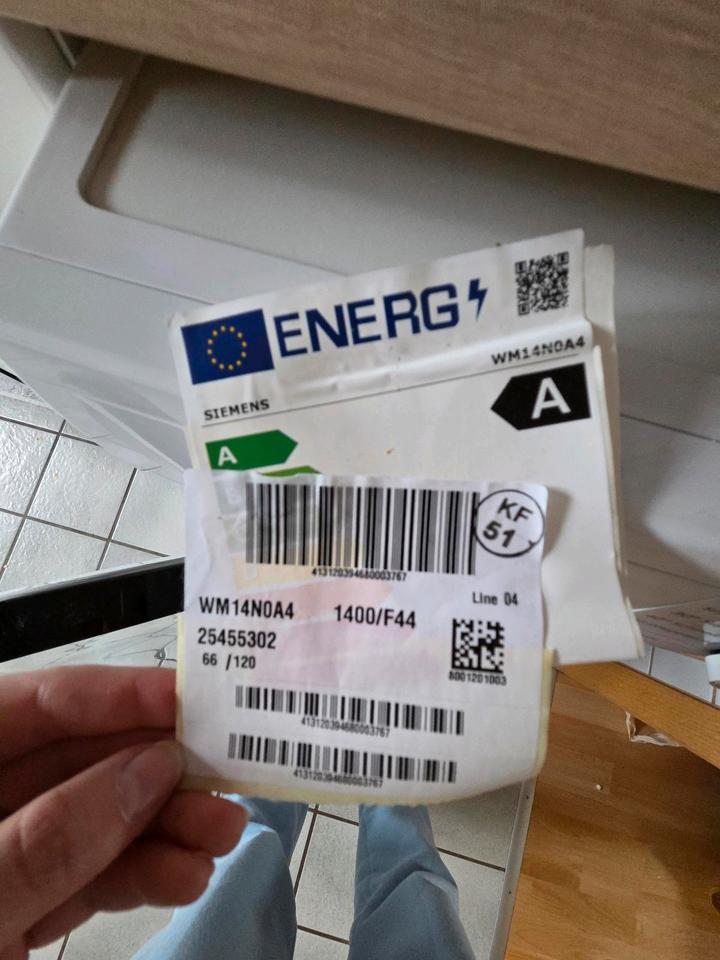 ENERG
WM14N0A4
SIEMENS
A
A
413120394680003767
KF
51
WM14N0A4 1400/F44
Line 04
25455302
66 /120
8001201003
413120394680003767
413120394680003767